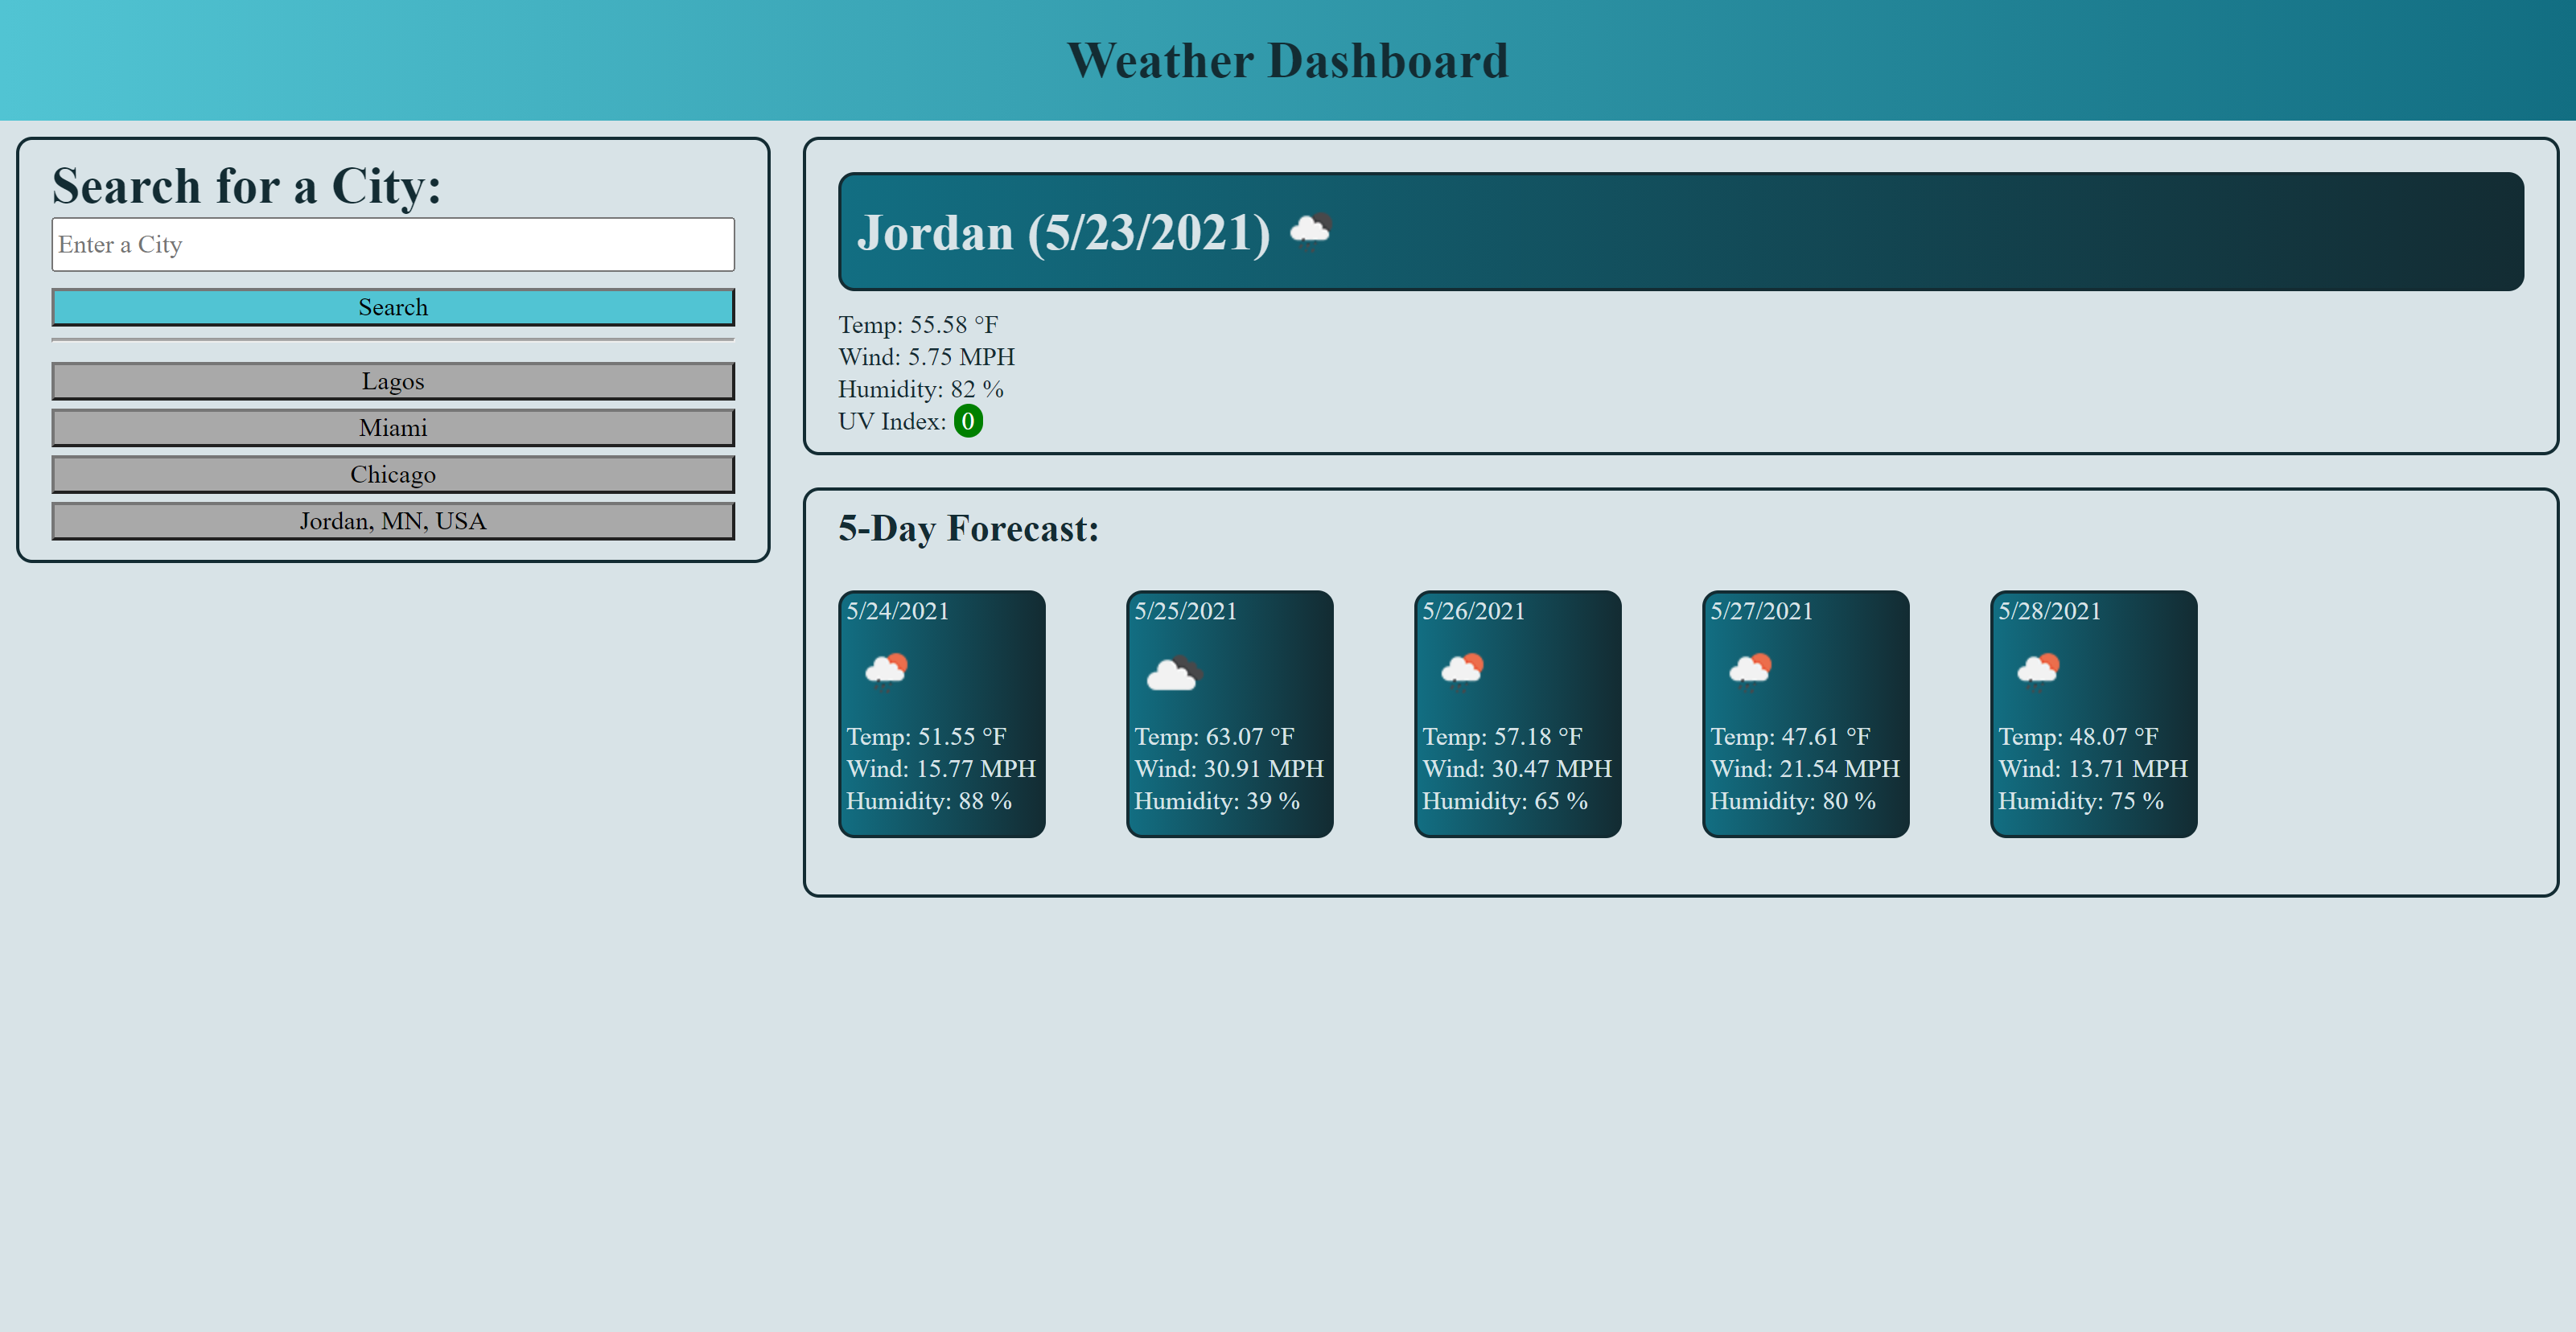 Weather Dashboard
Search for a City:
Enter a City
Search
Lagos
Miami
Chicago
Jordan, MN, USA
Jordan (5/23/2021)
Temp: 55.58 °F
Wind: 5.75 MPH
Humidity: 82 %
UV Index: 0
5-Day Forecast:
5/24/2021
Temp: 51.55 °F
Wind: 15.77 MPH
Humidity: 88 %
5/25/2021
Temp: 63.07 °F
Wind: 30.91 MPH
Humidity: 39 %
5/26/2021
Temp: 57.18 °F
Wind: 30.47 MPH
Humidity: 65 %
5/27/2021
Temp: 47.61 °F
Wind: 21.54 MPH
Humidity: 80 %
5/28/2021
Temp: 48.07 °F
Wind: 13.71 MPH
Humidity: 75 %